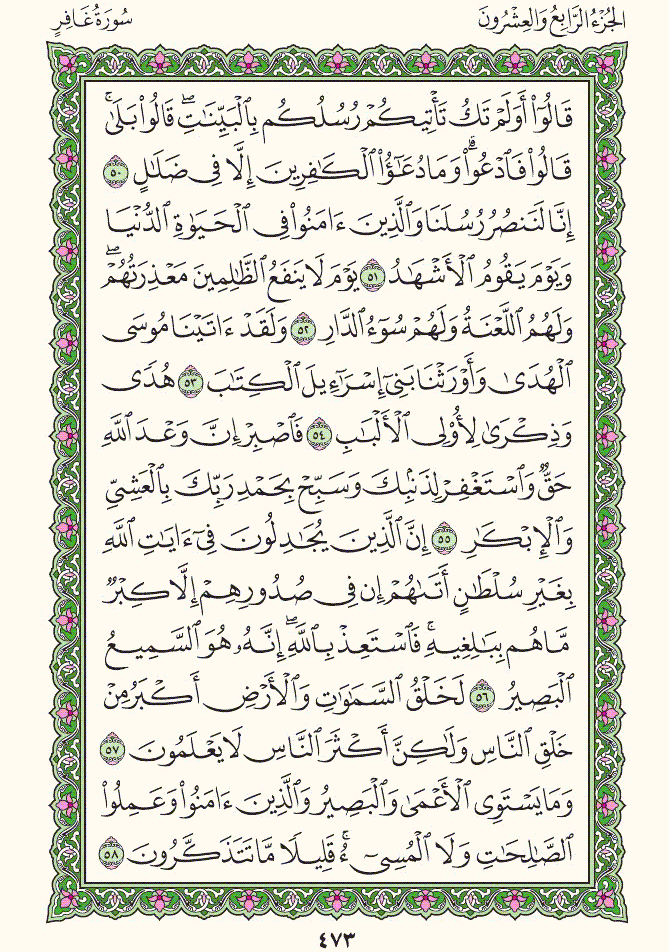 الجُزْءُ الرَّابِعُ وَالعِشْرُونَ
سُورَةُ غَافِرٍ
قَالُوٓا۟ أَوَلَمْ تَكُ تَأْتِيكُمْ رُسُلُكُم بِٱلْبَيِّنَـٰتِ ۖ قَالُوا۟ بَلَىٰ ۚ
قَالُوا۟ فَٱدْعُوا۟ ۗ وَمَا دُعَـٰٓؤُا۟ ٱلْكَـٰفِرِينَ إِلَّا فِى ضَلَـٰلٍ ٥٠
إِنَّا لَنَنصُرُ رُسُلَنَا وَٱلَّذِينَ ءَامَنُوا۟ فِى ٱلْحَيَوٰةِ ٱلدُّنْيَا
وَيَوْمَ يَقُومُ ٱلْأَشْهَـٰدُ ٥١ يَوْمَ لَا يَنفَعُ ٱلظَّـٰلِمِينَ مَعْذِرَتُهُمْ ۖ
وَلَهُمُ ٱللَّعْنَةُ وَلَهُمْ سُوٓءُ ٱلدَّارِ ٥٢ وَلَقَدْ ءَاتَيْنَا مُوسَى
ٱلْهُدَىٰ وَأَوْرَثْنَا بَنِىٓ إِسْرَٰٓءِيلَ ٱلْكِتَـٰبَ ٥٣ هُدًى
وَذِكْرَىٰ لِأُو۟لِى ٱلْأَلْبَـٰبِ ٥٤ فَٱصْبِرْ إِنَّ وَعْدَ ٱللَّهِ
حَقٌّ وَٱسْتَغْفِرْ لِذَنۢبِكَ وَسَبِّحْ بِحَمْدِ رَبِّكَ بِٱلْعَشِىِّ
وَٱلْإِبْكَـٰرِ ٥٥ إِنَّ ٱلَّذِينَ يُجَـٰدِلُونَ فِىٓ ءَايَـٰتِ ٱللَّهِ
بِغَيْرِ سُلْطَـٰنٍ أَتَىٰهُمْ إِن فِى صُدُورِهِمْ إِلَّا كِبْرٌ
مَّا هُم بِبَـٰلِغِيهِ ۚ فَٱسْتَعِذْ بِٱللَّهِ ۖ إِنَّهُۥ هُوَ ٱلسَّمِيعُ
ٱلْبَصِيرُ ٥٦ لَخَلْقُ ٱلسَّمَـٰوَٰتِ وَٱلْأَرْضِ أَكْبَرُ مِنْ
خَلْقِ ٱلنَّاسِ وَلَـٰكِنَّ أَكْثَرَ ٱلنَّاسِ لَا يَعْلَمُونَ ٥٧
وَمَا يَسْتَوِى ٱلْأَعْمَىٰ وَٱلْبَصِيرُ وَٱلَّذِينَ ءَامَنُوا۟ وَعَمِلُوا۟
ٱلصَّـٰلِحَـٰتِ وَلَا ٱلْمُسِىٓءُ ۚ قَلِيلًا مَّا تَتَذَكَّرُونَ ٥٨
٤٧٣